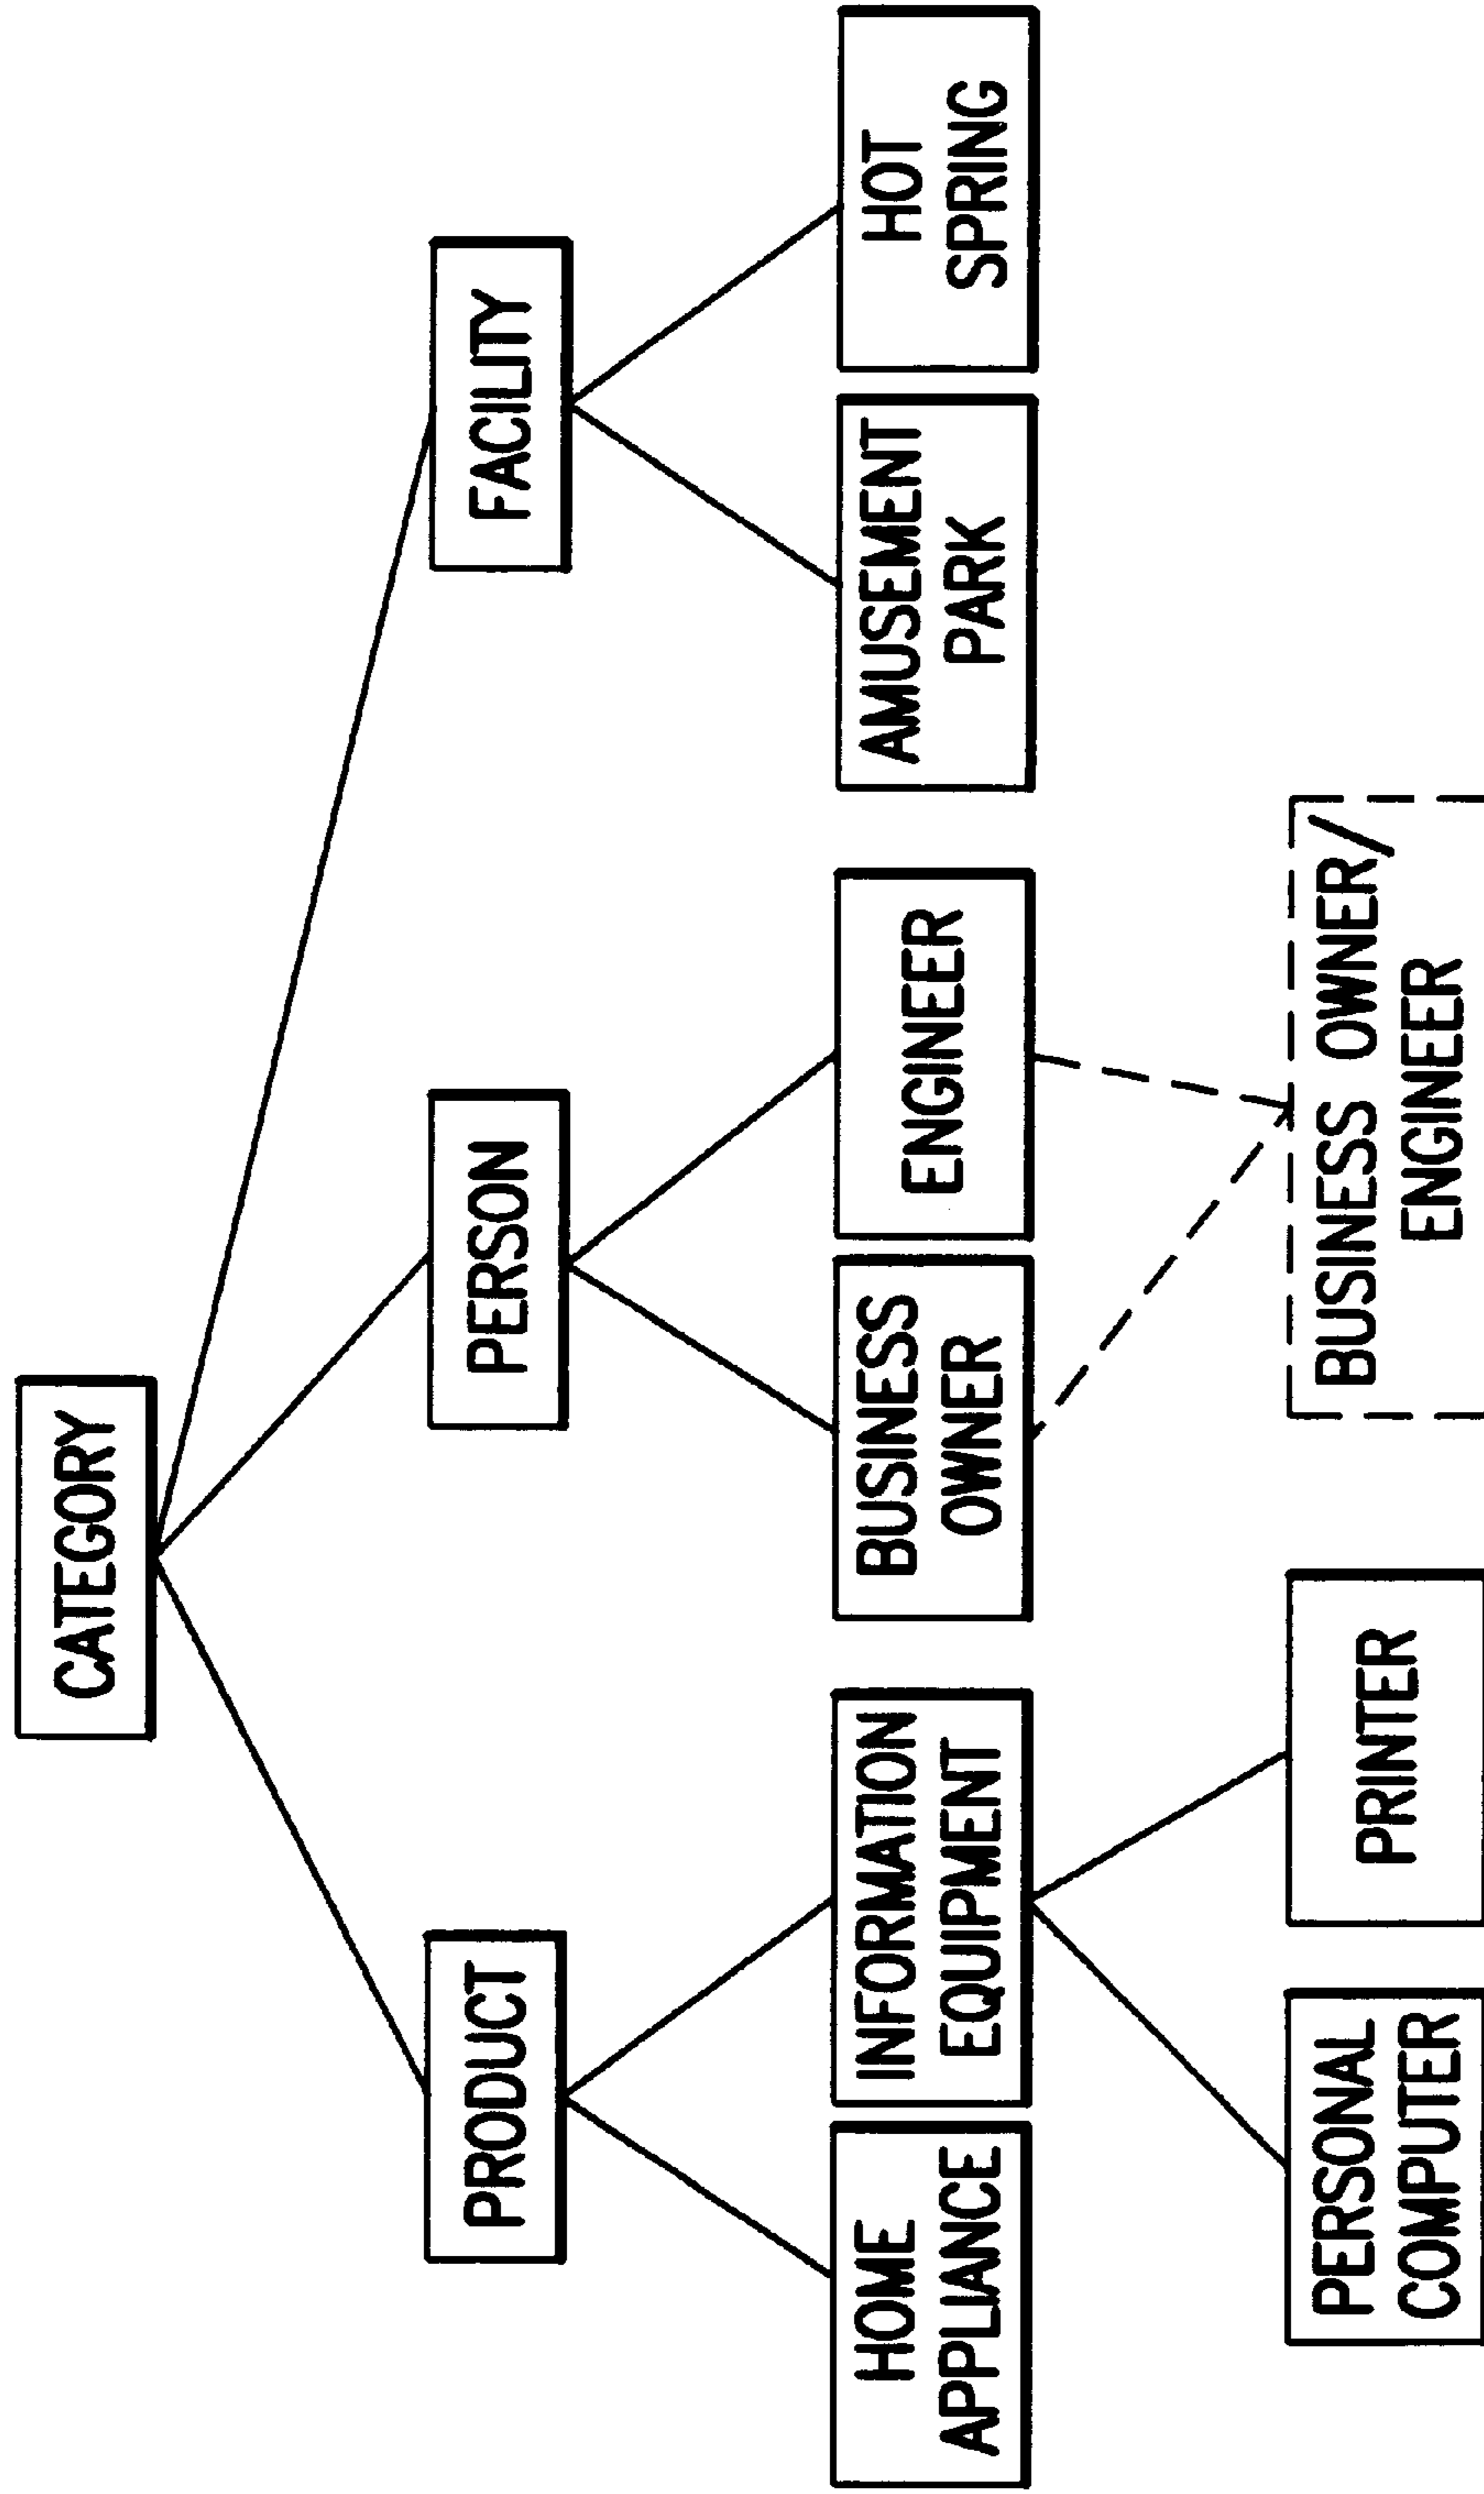 CATEGORY
PRODUCT
PERSON
FACILITY
HOME
APPLIANCE
INFORMATION
EQUIPMENT
BUSINESS
OWNER
ENGINEER
AMUSEMENT
PARK
HOT
SPRING
PERSONAL
COMPUTER
PRINTER
BUSINESS OWNER/
ENGINEER